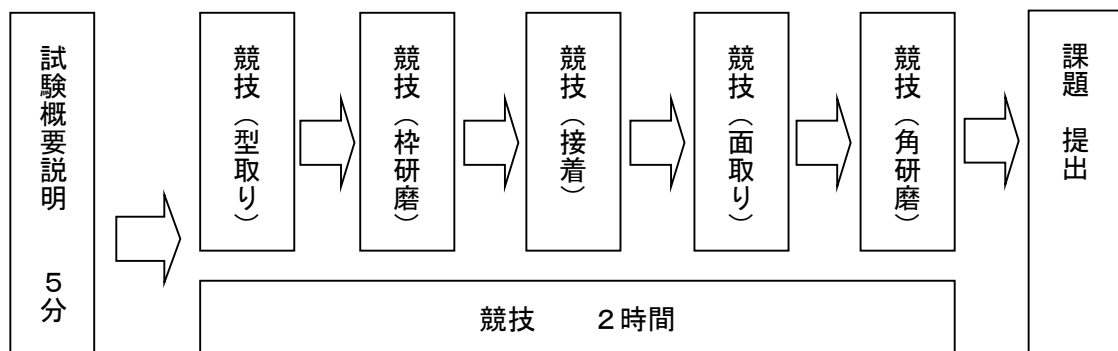 試験概要説明　５分
競技（型取り）
競技（枠研磨）
競技（接着）
競技（面取り）
競技（角研磨）
課題　提出
競技　２時間